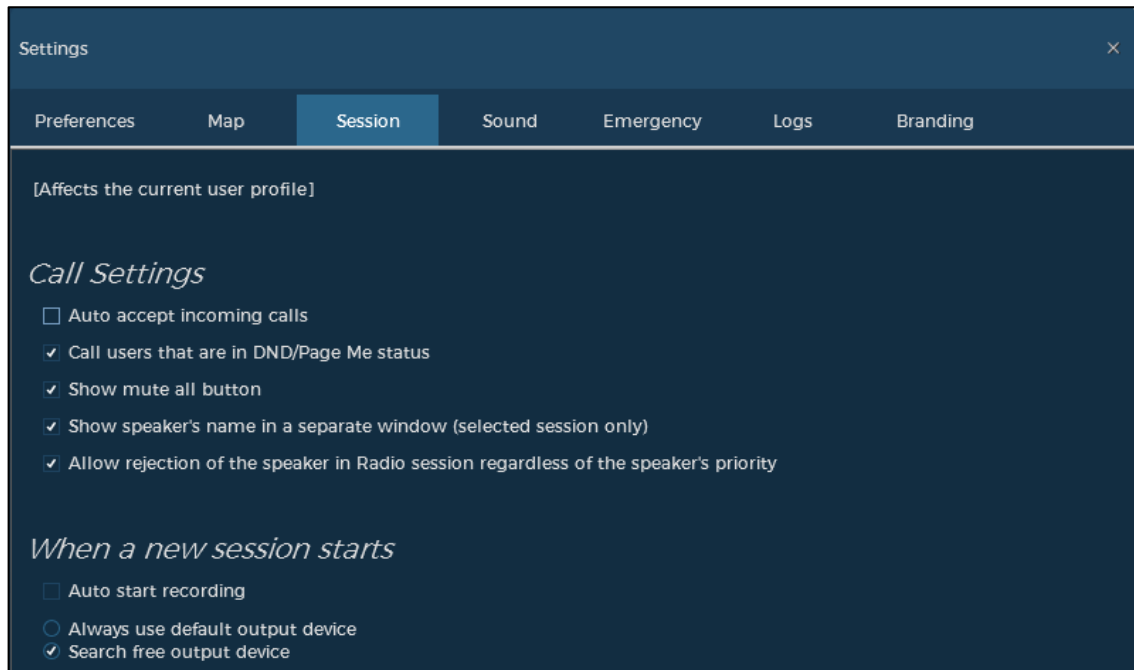 Settings
Preferences Map Session Sound Emergency Logs Branding
[Affects the current user profile]
Call Settings
Auto accept incoming calls
Call users that are in DND/Page Me status
Show mute all button
Show speaker's name in a separate window (selected session only)
Allow rejection of the speaker in Radio session regardless of the speaker's priority
When a new session starts
Auto start recording
Always use default output device
Search free output device